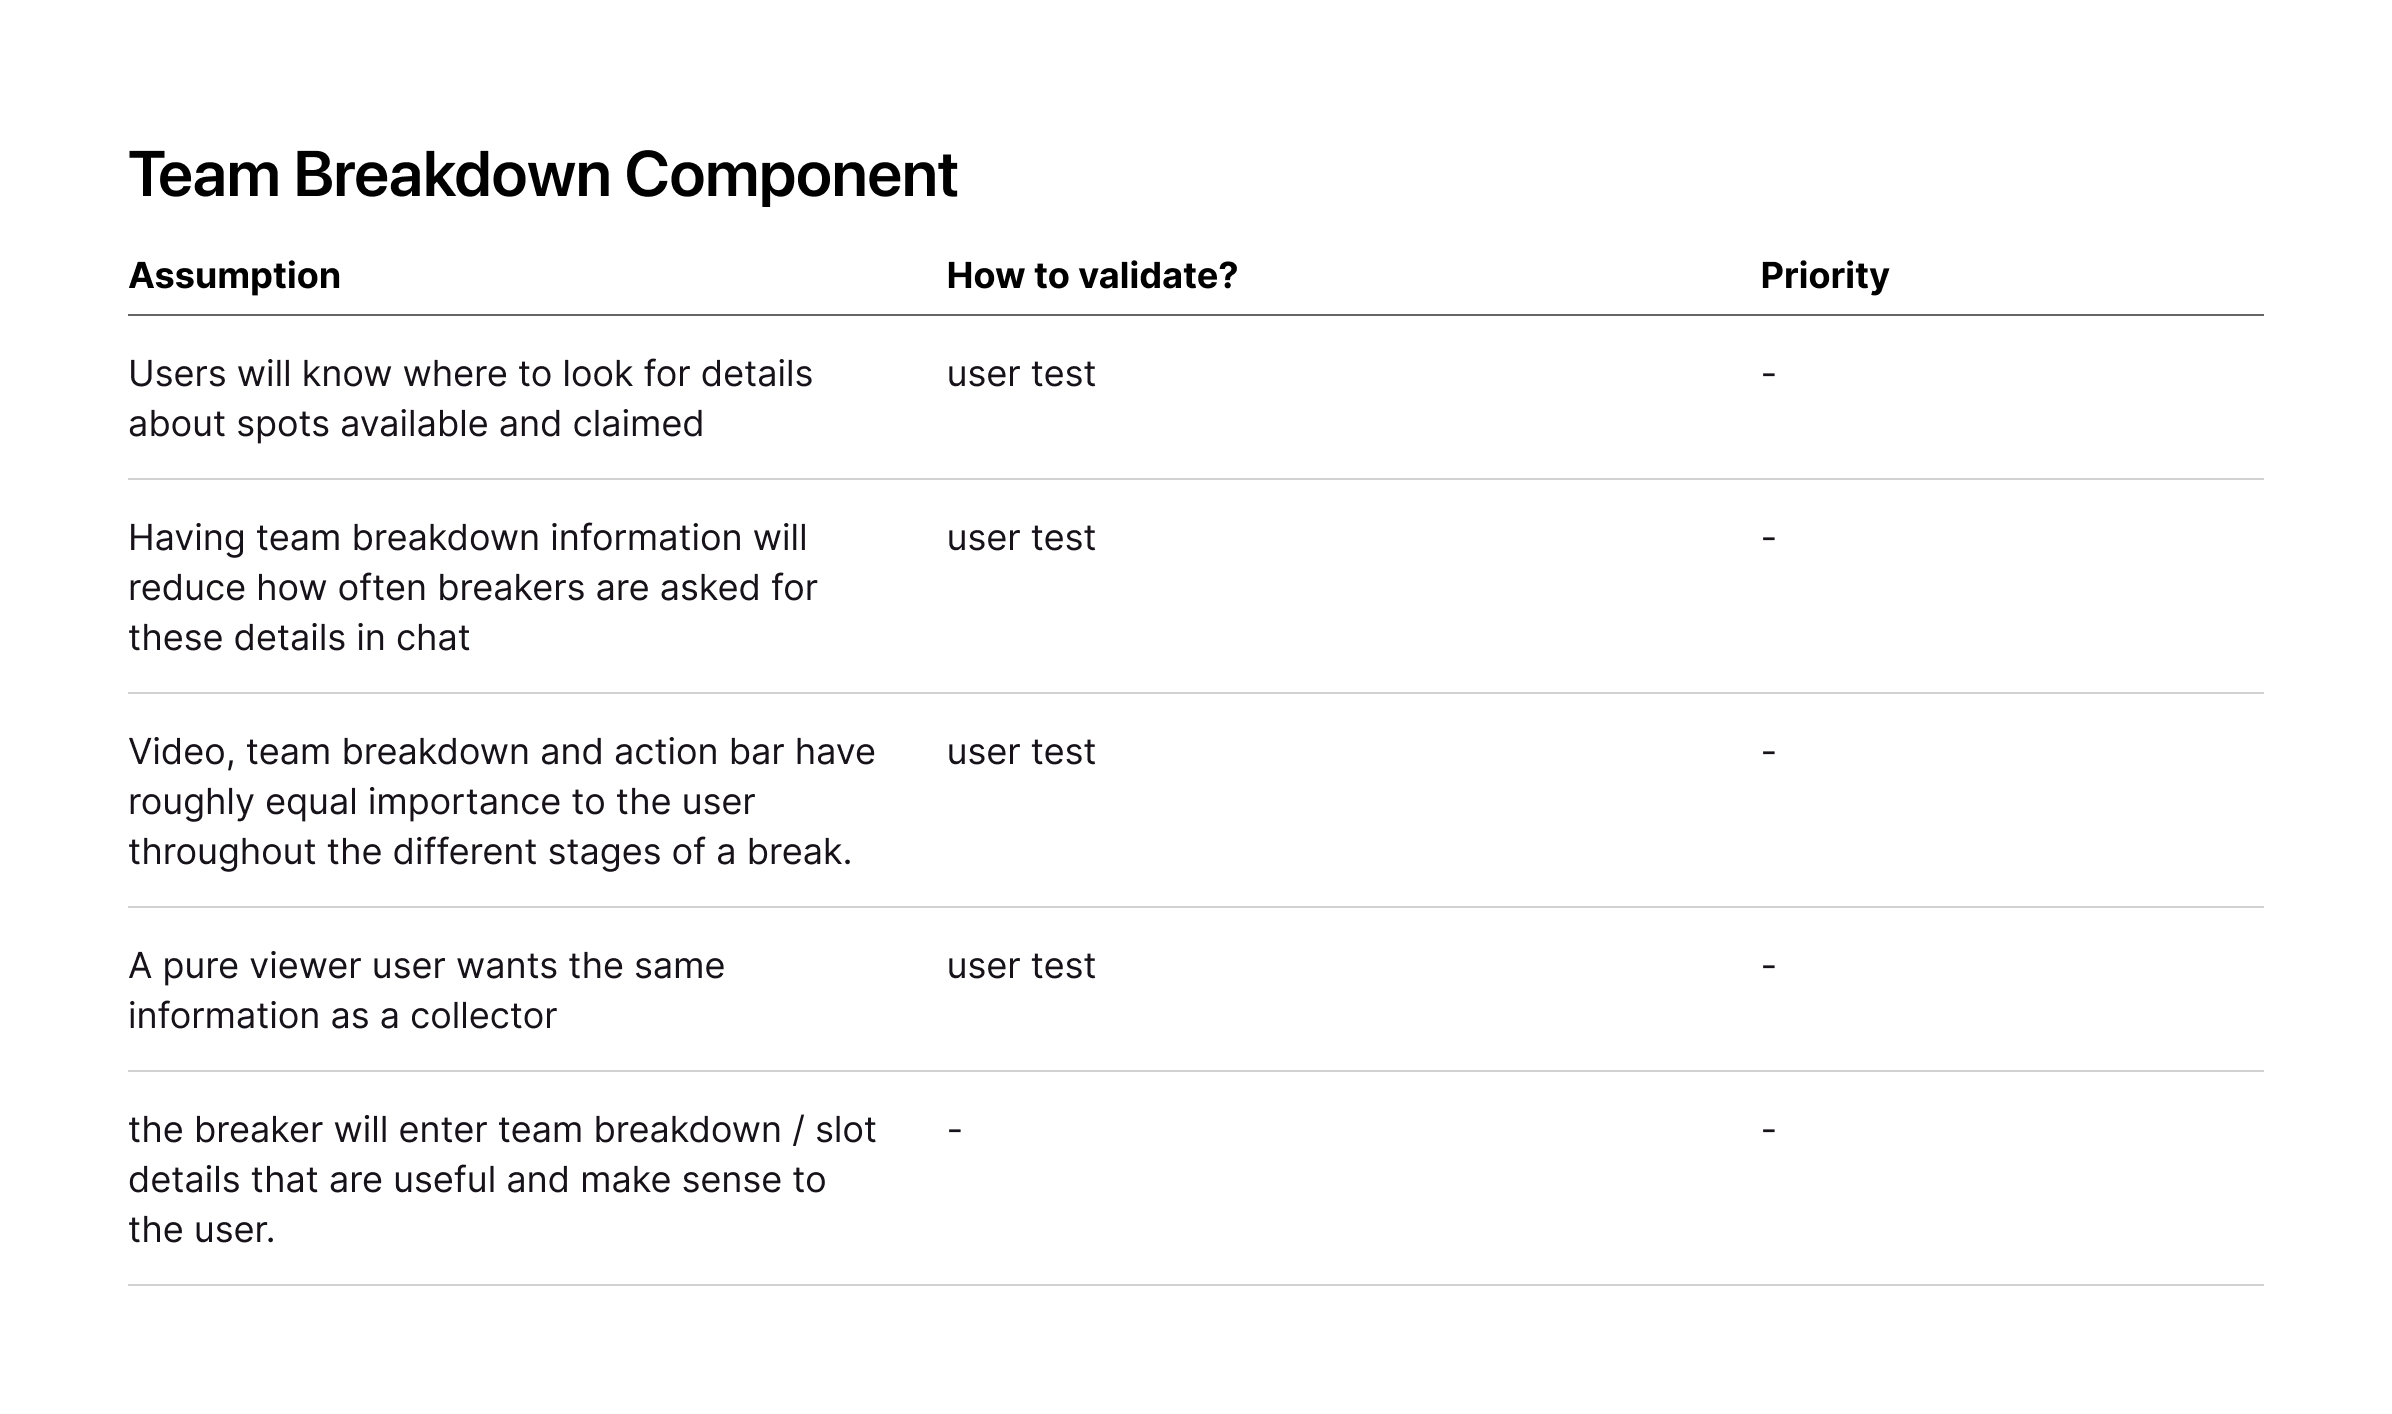 Team Breakdown Component
Assumption How to validate? Priority
Users will know where to look for details user test -
about spots available and claimed
Having team breakdown information will user test -
reduce how often breakers are asked for
these details in chat
Video, team breakdown and action bar have user test -
roughly equal importance to the user
throughout the different stages of a break.
A pure viewer user wants the same user test -
information as a collector
the breaker will enter team breakdown / slot - -
details that are useful and make sense to
the user.